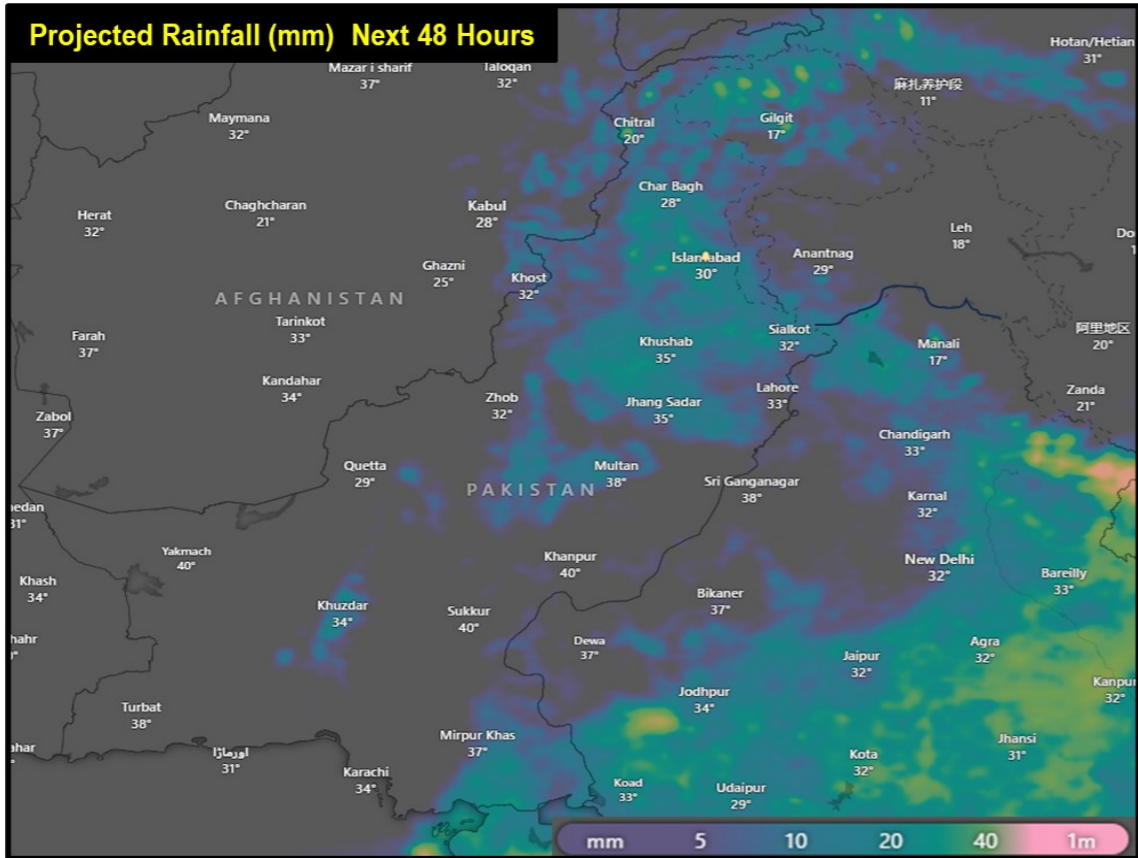 Projected Rainfall (mm) Next 48 Hours
Hotan/Hetian
31°
Mazar i sharif
37°
Taloqan
32°
麻扎养护段
11°
Maymana
32°
Chitral
20°
Gilgit
17°
Char Bagh
28°
Herat
32°
Chaghcharan
21°
Kabul
28°
Leh
18°
Anantnag
29°
Islamabad
30°
Ghazni
25°
Khost
32°
AFGHANISTAN
Tarinkot
33°
Farah
37°
Sialkot
32°
Khushab
35°
Manali
17°
阿里地区
20°
Kandahar
34°
Zhob
32°
Jhang Sadar
35°
Lahore
33°
Zanda
21°
Zabol
37°
Chandigarh
33°
Quetta
29°
Multan
38°
PAKISTAN
Sri Ganganagar
38°
Karnal
32°
Yakmach
40°
Khanpur
40°
New Delhi
32°
Khash
34°
Bareilly
33°
Khuzdar
34°
Sukkur
40°
Bikaner
37°
Dewa
37°
Jaipur
32°
Agra
32°
Jodhpur
34°
Kanpur
32°
Turbat
38°
Mirpur Khas
37°
اورماڑا
31°
Karachi
34°
Kota
32°
Jhansi
31°
Koad
33°
Udaipur
29°
mm 5 10 20 40 1m